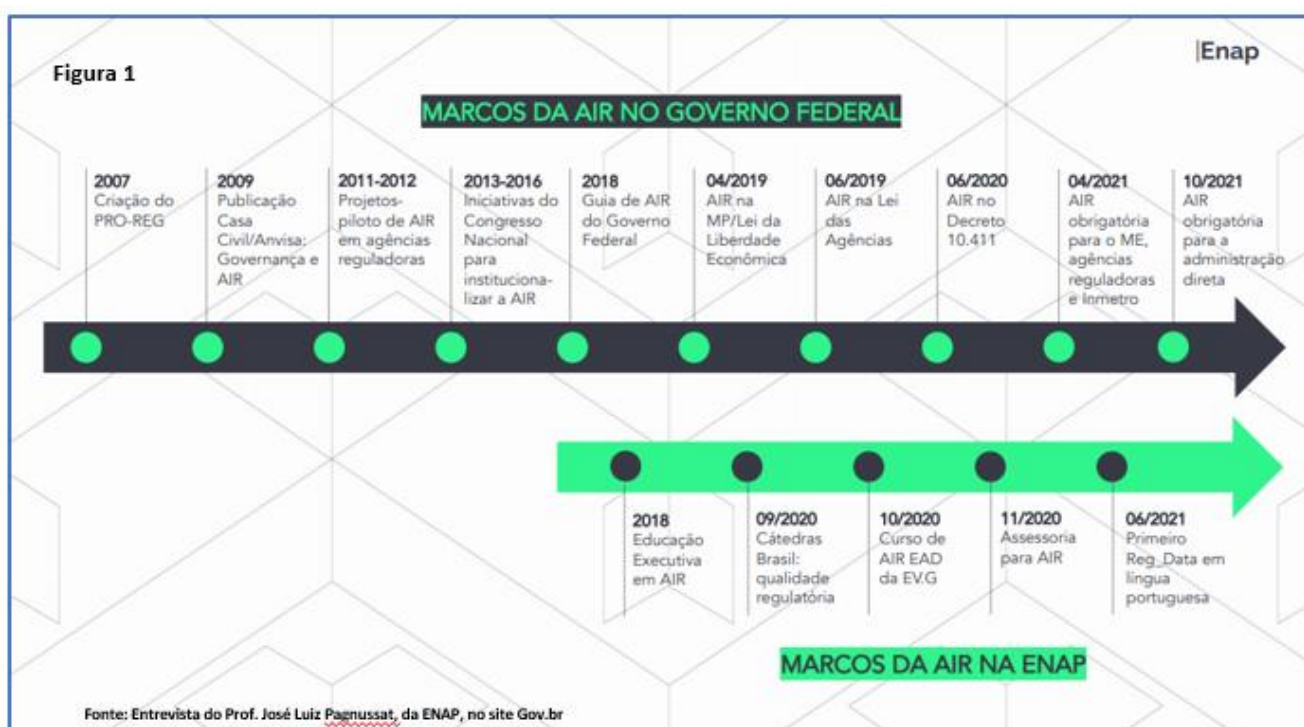 |Enap
Figura 1
MARCOS DA AIR NO GOVERNO FEDERAL
2007
Criação do
PRO-REG
2009
Publicação
Casa
Civil/Anvisa:
Governança e
AIR
2011-2012
Projetos-
piloto de AIR
em agências
reguladoras
2013-2016
Iniciativas do
Congresso
Nacional
para
instituciona-
lizar a AIR
2018
Guia de AIR
do Governo
Federal
04/2019
AIR na
MP/Lei da
Liberdade
Econômica
06/2019
AIR na Lei
das
Agências
06/2020
AIR no
Decreto
10.411
04/2021
AIR
obrigatória
para o ME,
agências
reguladoras
e Inmetro
10/2021
AIR
obrigatória
para a
administração
direta
2018
Educação
Executiva
em AIR
09/2020
Cátedras
Brasil:
qualidade
regulatória
10/2020
Curso de
AIR EAD
da EV.G
11/2020
Assessoria
para AIR
06/2021
Primeiro
Reg_Data em
língua
portuguesa
MARCOS DA AIR NA ENAP
Fonte: Entrevista do Prof. José Luiz Pagnussat, da ENAP, no site Gov.br